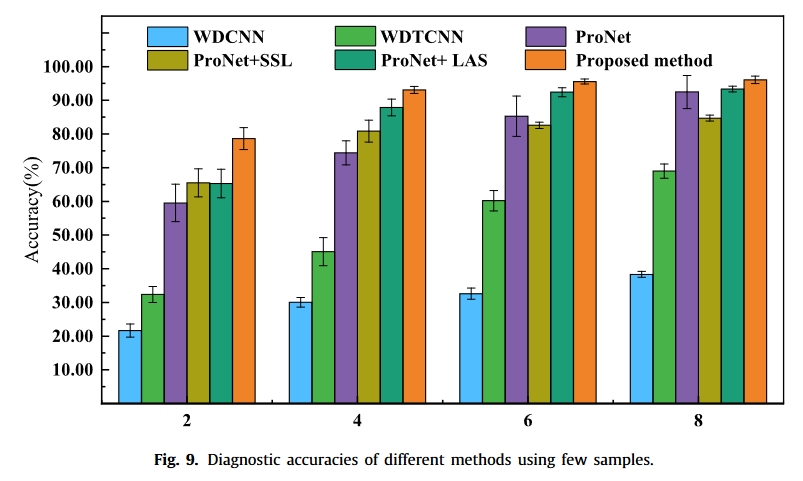 WDCNN WDTCNN ProNet
ProNet+SSL ProNet+ LAS Proposed method
100.00
90.00
80.00
70.00
60.00
50.00
40.00
30.00
20.00
10.00
Accuracy(%)
2 4 6 8
Fig. 9. Diagnostic accuracies of different methods using few samples.